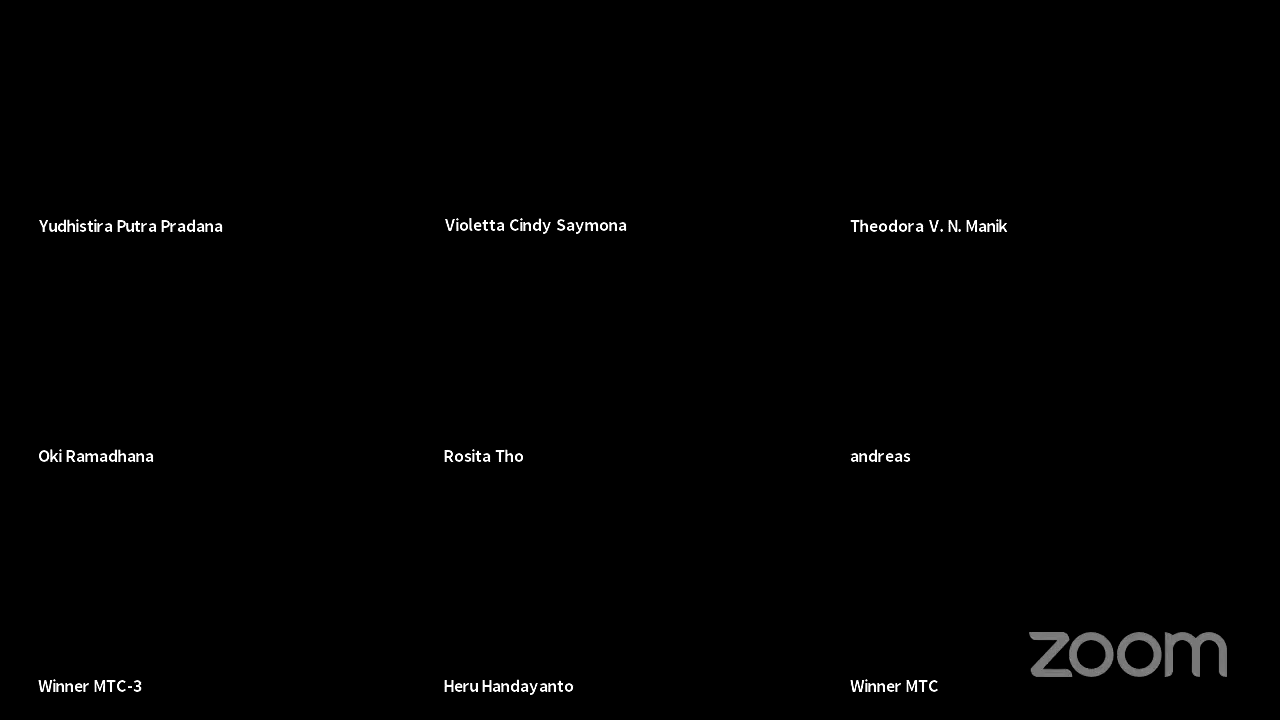 Yudhistira Putra Pradana
Violetta Cindy Saymona
Theodora V. N. Manik
Oki Ramadhana
Rosita Tho
andreas
Winner MTC-3
Heru Handayanto
Winner MTC
zoom